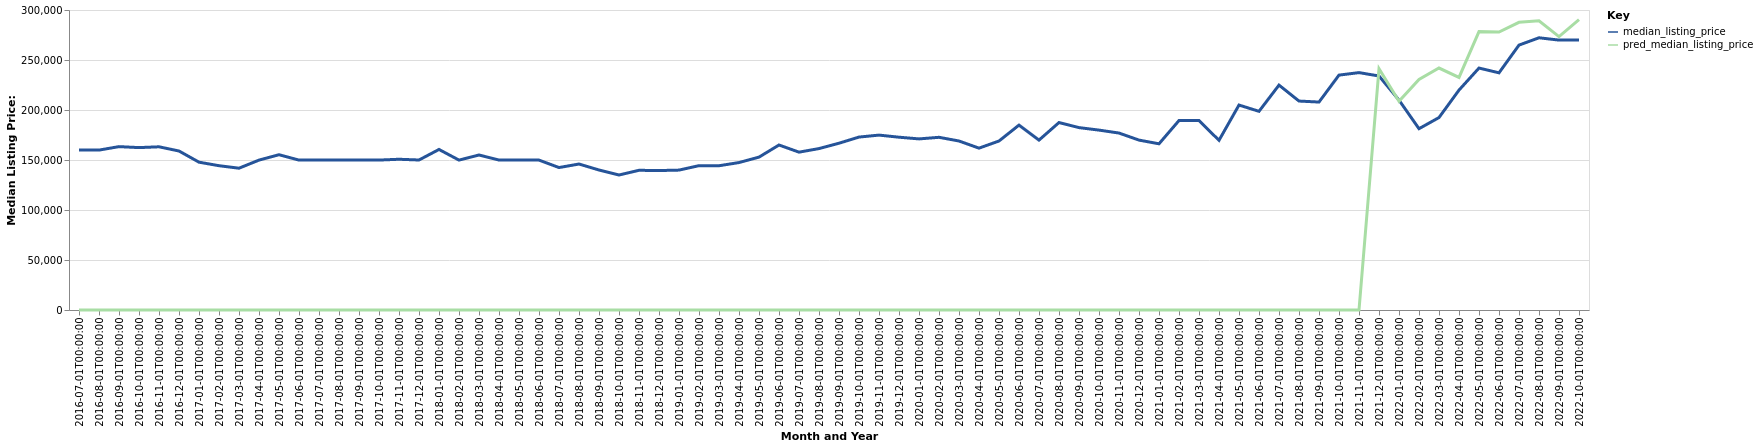 300,000
250,000
200,000
150,000
100,000
50,000
0
Median Listing Price:
2016-07-01T00:00:00
2016-08-01T00:00:00
2016-09-01T00:00:00
2016-10-01T00:00:00
2016-11-01T00:00:00
2016-12-01T00:00:00
2017-01-01T00:00:00
2017-02-01T00:00:00
2017-03-01T00:00:00
2017-04-01T00:00:00
2017-05-01T00:00:00
2017-06-01T00:00:00
2017-07-01T00:00:00
2017-08-01T00:00:00
2017-09-01T00:00:00
2017-10-01T00:00:00
2017-11-01T00:00:00
2017-12-01T00:00:00
2018-01-01T00:00:00
2018-02-01T00:00:00
2018-03-01T00:00:00
2018-04-01T00:00:00
2018-05-01T00:00:00
2018-06-01T00:00:00
2018-07-01T00:00:00
2018-08-01T00:00:00
2018-09-01T00:00:00
2018-10-01T00:00:00
2018-11-01T00:00:00
2018-12-01T00:00:00
2019-01-01T00:00:00
2019-02-01T00:00:00
2019-03-01T00:00:00
2019-04-01T00:00:00
2019-05-01T00:00:00
2019-06-01T00:00:00
2019-07-01T00:00:00
2019-08-01T00:00:00
2019-09-01T00:00:00
2019-10-01T00:00:00
2019-11-01T00:00:00
2019-12-01T00:00:00
2020-01-01T00:00:00
2020-02-01T00:00:00
2020-03-01T00:00:00
2020-04-01T00:00:00
2020-05-01T00:00:00
2020-06-01T00:00:00
2020-07-01T00:00:00
2020-08-01T00:00:00
2020-09-01T00:00:00
2020-10-01T00:00:00
2020-11-01T00:00:00
2020-12-01T00:00:00
2021-01-01T00:00:00
2021-02-01T00:00:00
2021-03-01T00:00:00
2021-04-01T00:00:00
2021-05-01T00:00:00
2021-06-01T00:00:00
2021-07-01T00:00:00
2021-08-01T00:00:00
2021-09-01T00:00:00
2021-10-01T00:00:00
2021-11-01T00:00:00
2021-12-01T00:00:00
2022-01-01T00:00:00
2022-02-01T00:00:00
2022-03-01T00:00:00
2022-04-01T00:00:00
2022-05-01T00:00:00
2022-06-01T00:00:00
2022-07-01T00:00:00
2022-08-01T00:00:00
2022-09-01T00:00:00
2022-10-01T00:00:00
Month and Year
Key
median_listing_price
pred_median_listing_price